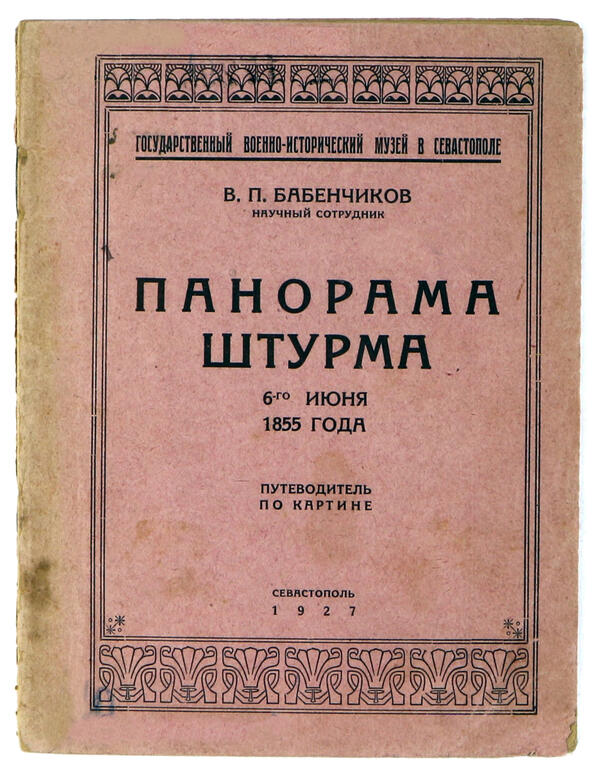 ГОСУДАРСТВЕННЫЙ ВОЕННО-ИСТОРИЧЕСКИЙ МУЗЕЙ В СЕВАСТОПОЛЕ
В. П. БАБЕНЧИКОВ
НАУЧНЫЙ СОТРУДНИК
ПАНОРАМА
ШТУРМА
6-го ИЮНЯ
1855 ГОДА
ПУТЕВОДИТЕЛЬ
ПО КАРТИНЕ
СЕВАСТОПОЛЬ
1927